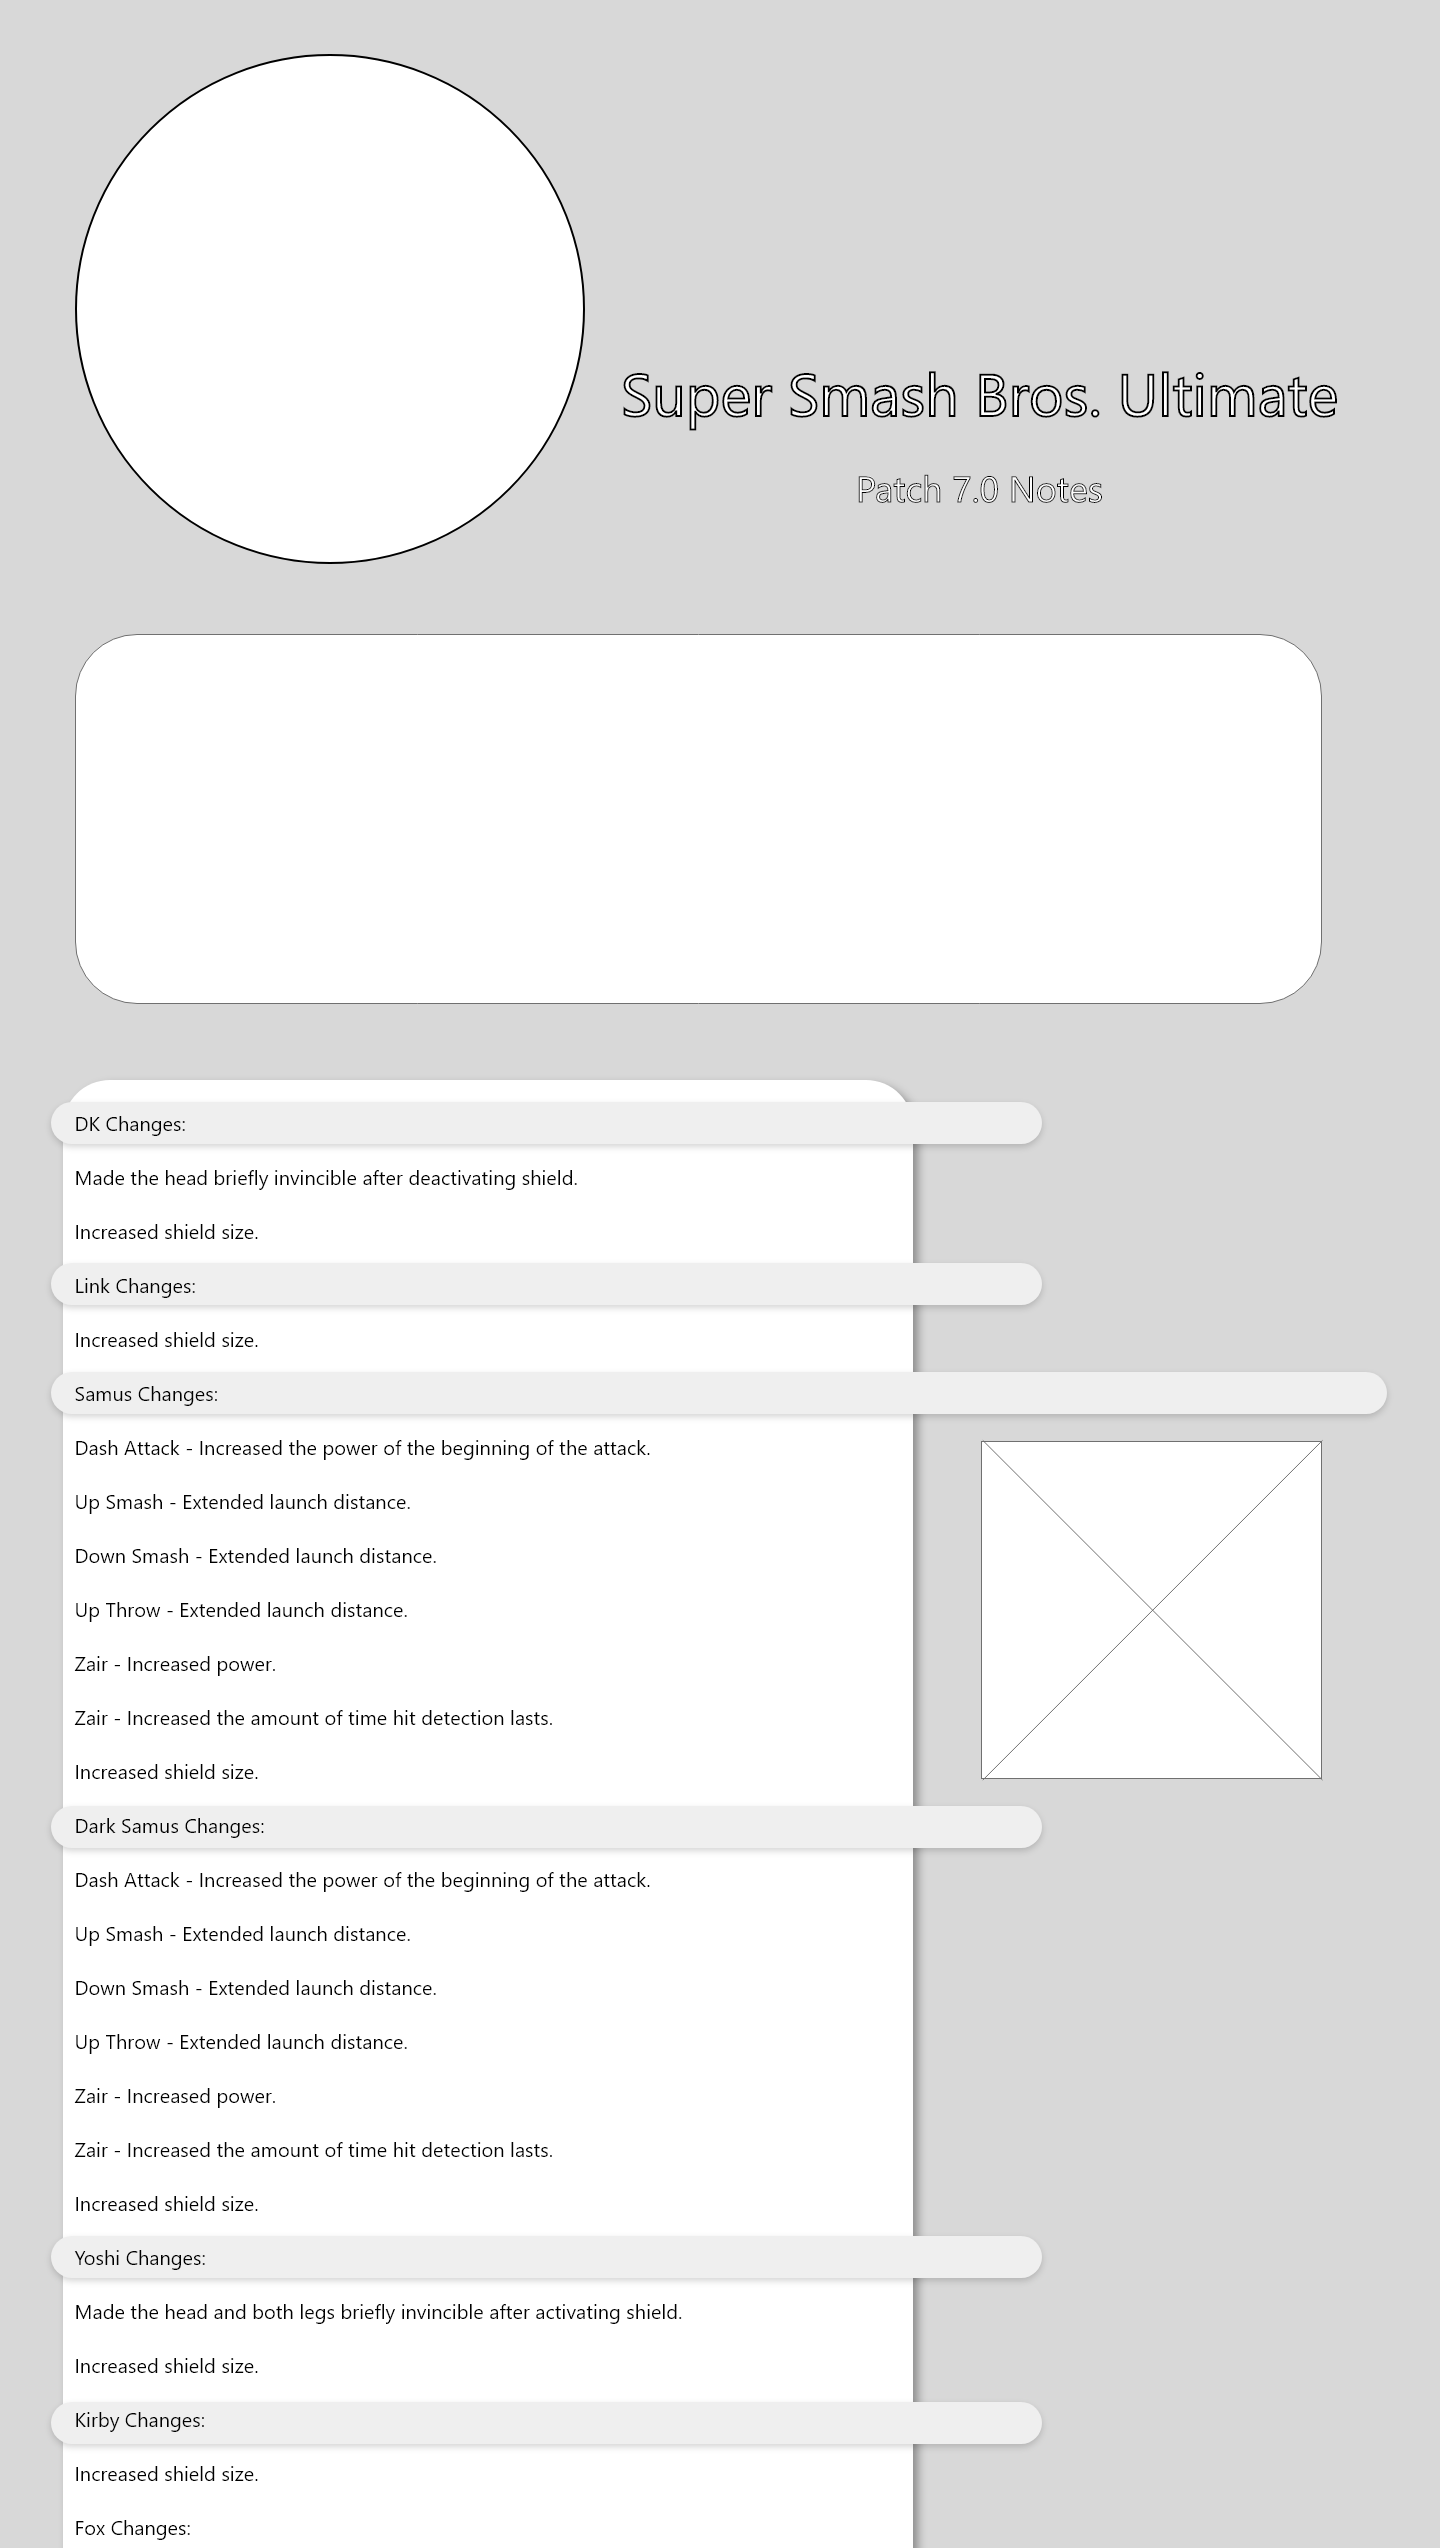 Super Smash Bros. Ultimate
Patch 7.0 Notes
DK Changes:
Made the head briefly invincible after deactivating shield.
Increased shield size.
Link Changes:
Increased shield size.
Samus Changes:
Dash Attack - Increased the power of the beginning of the attack.
Up Smash - Extended launch distance.
Down Smash - Extended launch distance.
Up Throw - Extended launch distance.
Zair - Increased power.
Zair - Increased the amount of time hit detection lasts.
Increased shield size.
Dark Samus Changes:
Dash Attack - Increased the power of the beginning of the attack.
Up Smash - Extended launch distance.
Down Smash - Extended launch distance.
Up Throw - Extended launch distance.
Zair - Increased power.
Zair - Increased the amount of time hit detection lasts.
Increased shield size.
Yoshi Changes:
Made the head and both legs briefly invincible after activating shield.
Increased shield size.
Kirby Changes:
Increased shield size.
Fox Changes: